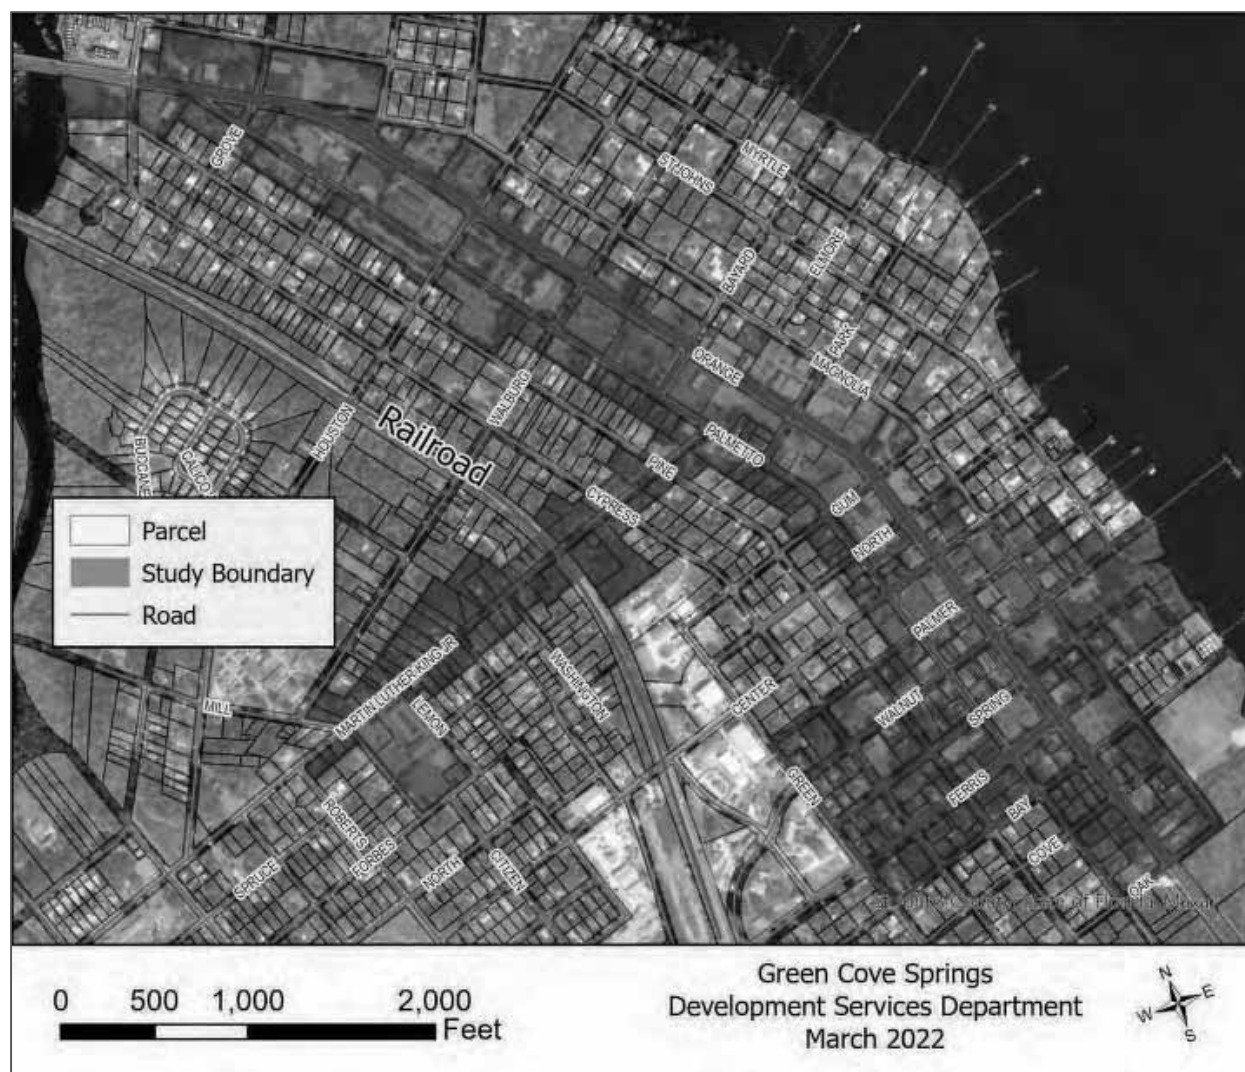 GROVE
MYRTLE
ST JOHNS
ELMORE
BAYARD
PARK
ORANGE
MAGNOLIA
WALBURG
HOUSTON
Railroad
PALMETTO
PINE
BUCCANE
CALICO
CYPRESS
GUM
NORTH
Parcel
Study Boundary
Road
PALMER
MARTIN LUTHER KING JR
WASHINGTON
LEMON
CENTER
WALNUT
SPRING
MILL
GREEN
FERRIS
BAY
ROBERTS
FORBES
COVE
SPRUCE
NORTH
CITIZEN
OAK
0 500 1,000 2,000
Feet
Green Cove Springs
Development Services Department
March 2022
N
E
W
S